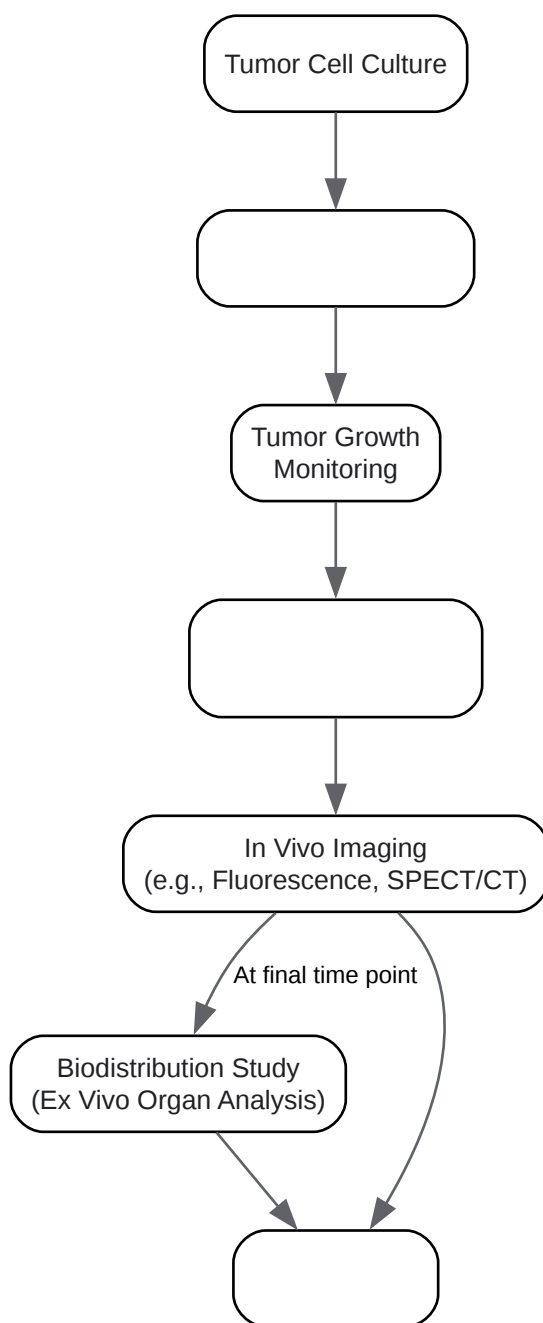 Tumor Cell Culture
Tumor Growth
Monitoring
In Vivo Imaging
(e.g., Fluorescence, SPECT/CT)
At final time point
Biodistribution Study
(Ex Vivo Organ Analysis)